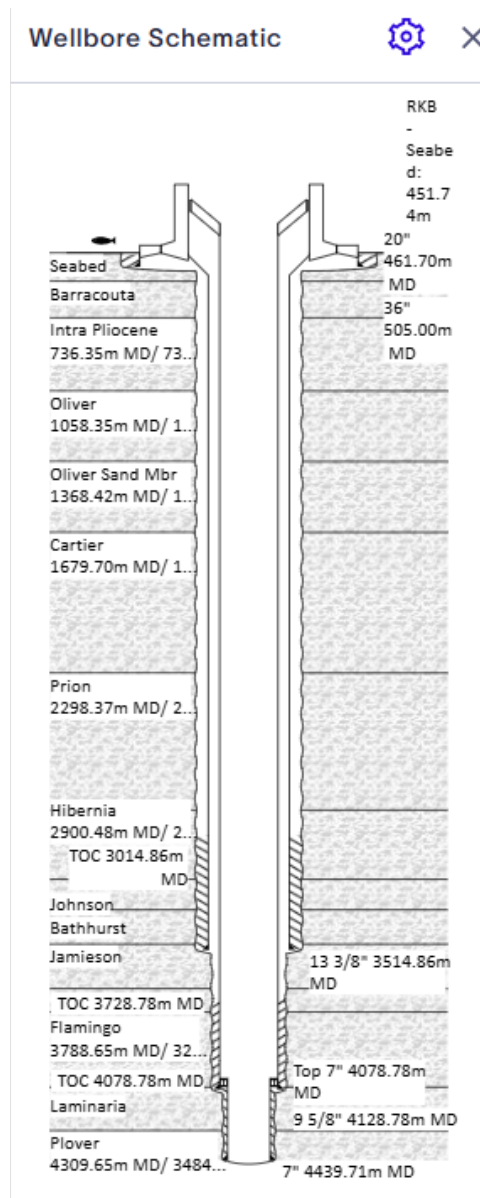 Wellbore Schematic
RKB
-
Seabe
d:
451.7
4m
20"
461.70m
MD
36"
505.00m
MD
Seabed
Barracouta
Intra Pliocene
736.35m MD/ 73...
Oliver
1058.35m MD/ 1...
Oliver Sand Mbr
1368.42m MD/ 1...
Cartier
1679.70m MD/ 1...
Prion
2298.37m MD/ 2...
Hibernia
2900.48m MD/ 2...
TOC 3014.86m
MD
Johnson
Bathhurst
Jamieson
13 3/8" 3514.86m
MD
TOC 3728.78m MD
Flamingo
3788.65m MD/ 32...
TOC 4078.78m MD
Top 7" 4078.78m
MD
Laminaria
9 5/8" 4128.78m MD
Plover
4309.65m MD/ 3484...
7" 4439.71m MD